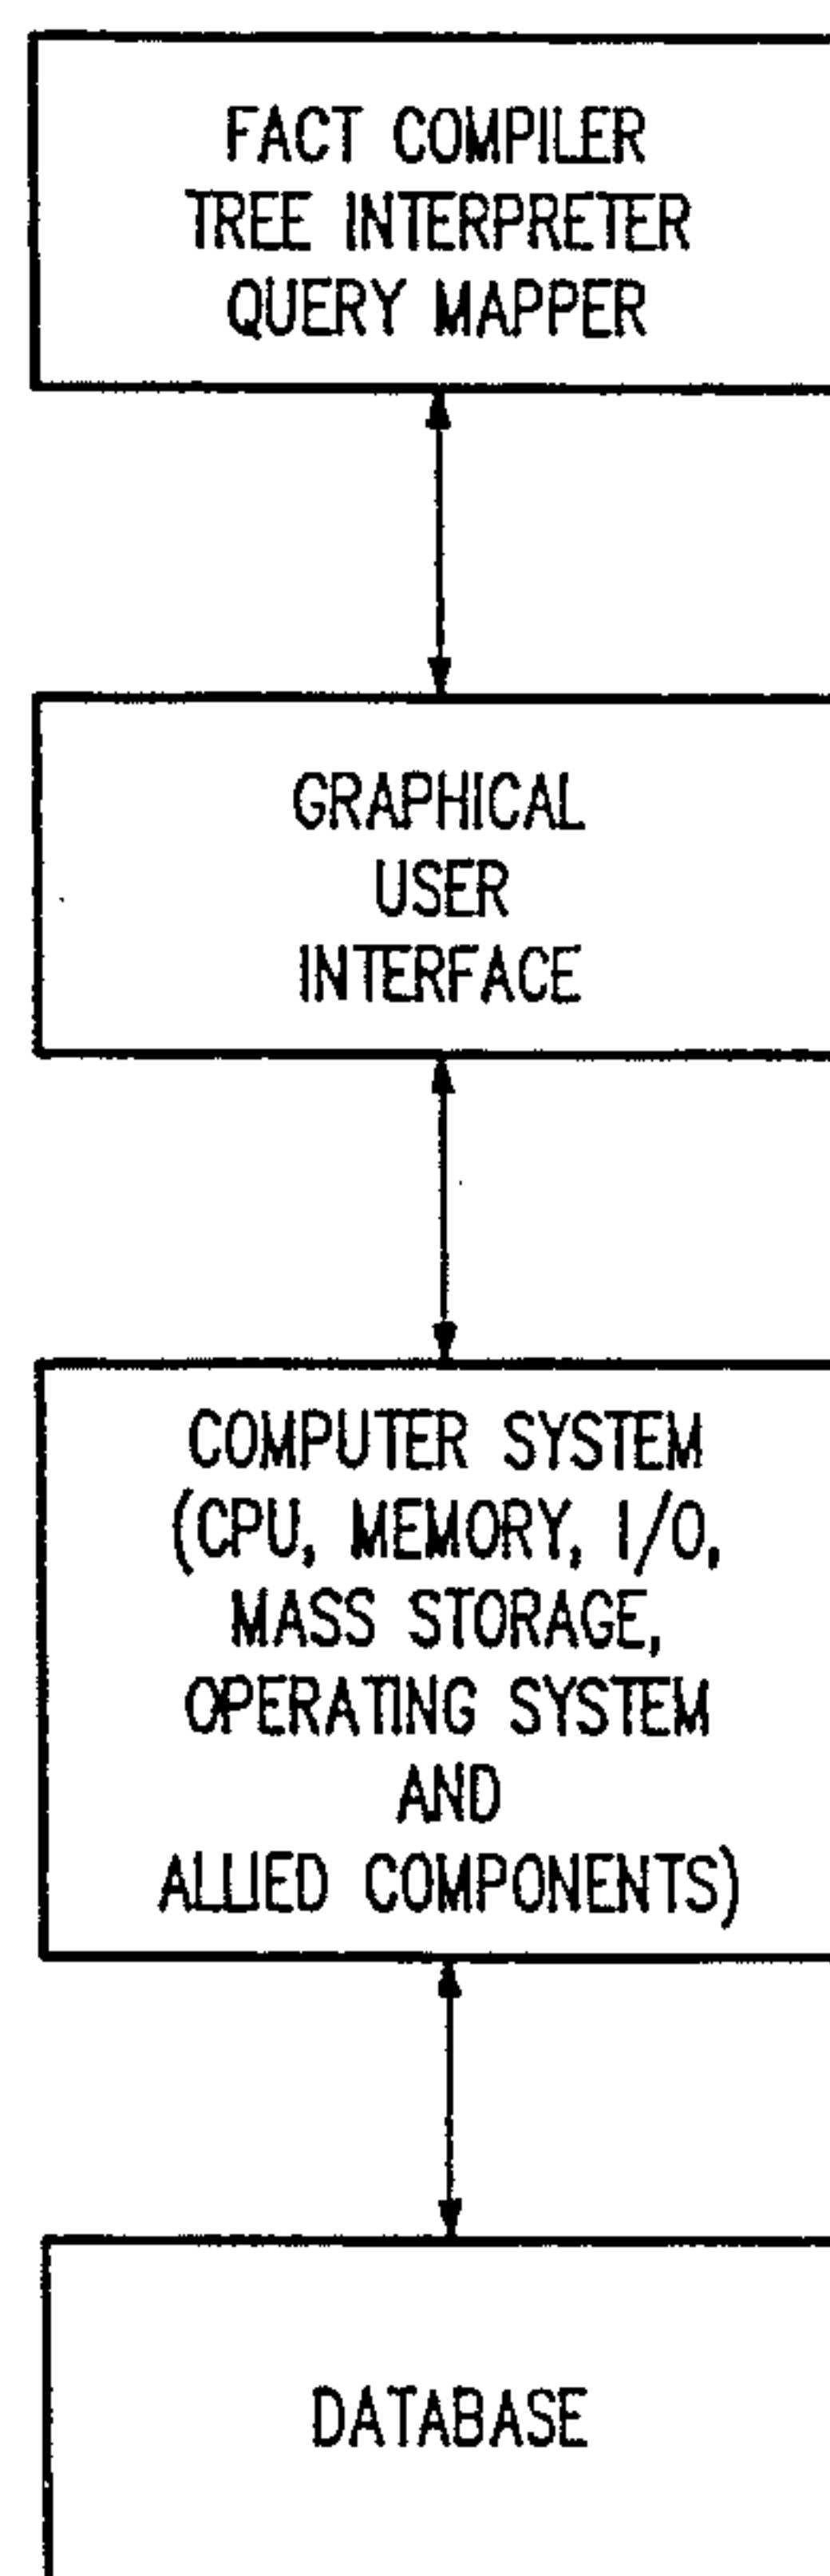 FACT COMPILER
TREE INTERPRETER
QUERY MAPPER
GRAPHICAL
USER
INTERFACE
COMPUTER SYSTEM
(CPU, MEMORY, I/O,
MASS STORAGE,
OPERATING SYSTEM
AND
ALLIED COMPONENTS)
DATABASE